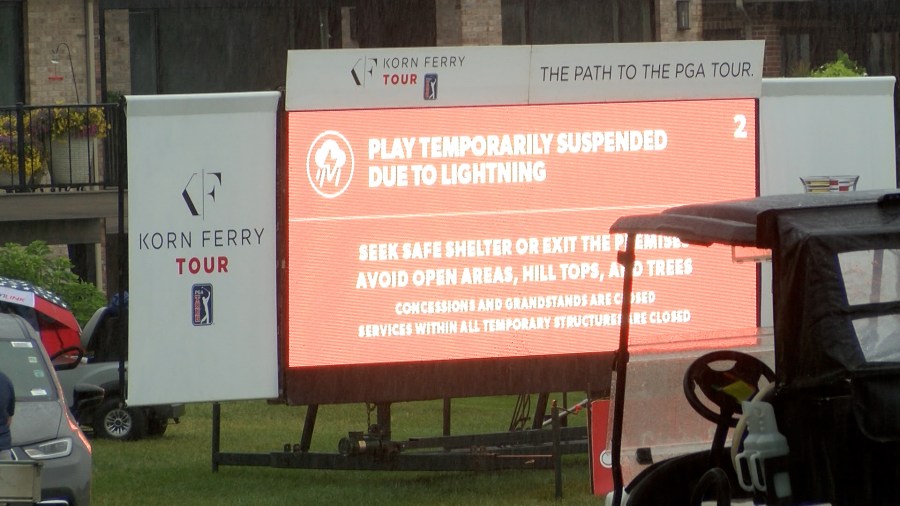 KORN FERRY
TOUR
THE PATH TO THE PGA TOUR.
2
PLAY TEMPORARILY SUSPENDED
DUE TO LIGHTNING
SEEK SAFE SHELTER OR EXIT THE PREMISES
AVOID OPEN AREAS, HILL TOPS, AND TREES
CONCESSIONS AND GRANDSTANDS ARE CLOSED
SERVICES WITHIN ALL TEMPORARY STRUCTURES ARE CLOSED
KF
KORN FERRY
TOUR